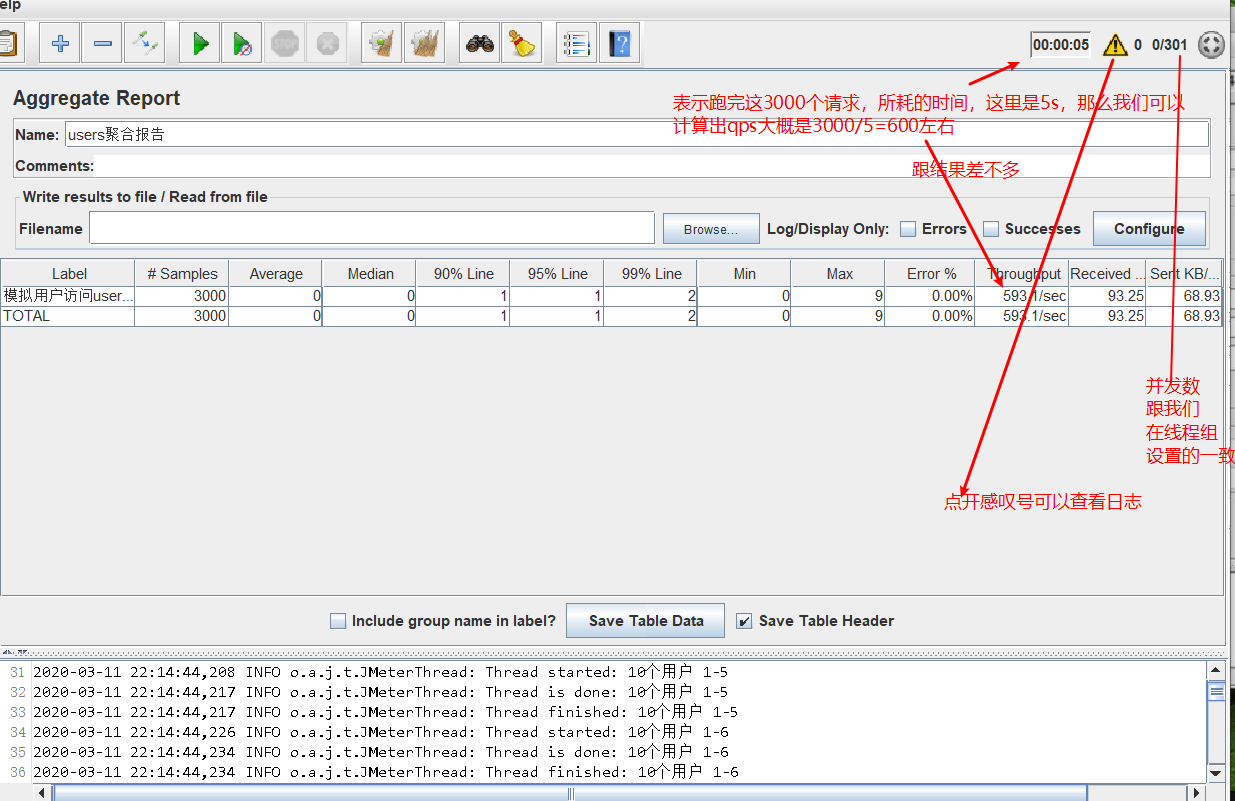 elp
STOP
00:00:05
0 0/301
Aggregate Report
表示跑完这3000个请求，所耗的时间，这里是5s，那么我们可以
计算出qps大概是3000/5=600左右
Name: users聚合报告
跟结果差不多
Comments:
Write results to file / Read from file
Filename Browse... Log/Display Only: Errors Successes Configure
Label # Samples Average Median 90% Line 95% Line 99% Line Min Max Error % Throughput Received ... Sent KB/...
模拟用户访问user... 3000 0 0 1 1 2 0 9 0.00% 593.1/sec 93.25 68.93
TOTAL 3000 0 0 1 1 2 0 9 0.00% 593.1/sec 93.25 68.93
并发数
跟我们
在线程组
设置的一致
点开感叹号可以查看日志
Include group name in label? Save Table Data Save Table Header
31 2020-03-11 22:14:44,208 INFO o.a.j.t.JMeterThread: Thread started: 10个用户 1-5
32 2020-03-11 22:14:44,217 INFO o.a.j.t.JMeterThread: Thread is done: 10个用户 1-5
33 2020-03-11 22:14:44,217 INFO o.a.j.t.JMeterThread: Thread finished: 10个用户 1-5
34 2020-03-11 22:14:44,226 INFO o.a.j.t.JMeterThread: Thread started: 10个用户 1-6
35 2020-03-11 22:14:44,234 INFO o.a.j.t.JMeterThread: Thread is done: 10个用户 1-6
36 2020-03-11 22:14:44,234 INFO o.a.j.t.JMeterThread: Thread finished: 10个用户 1-6